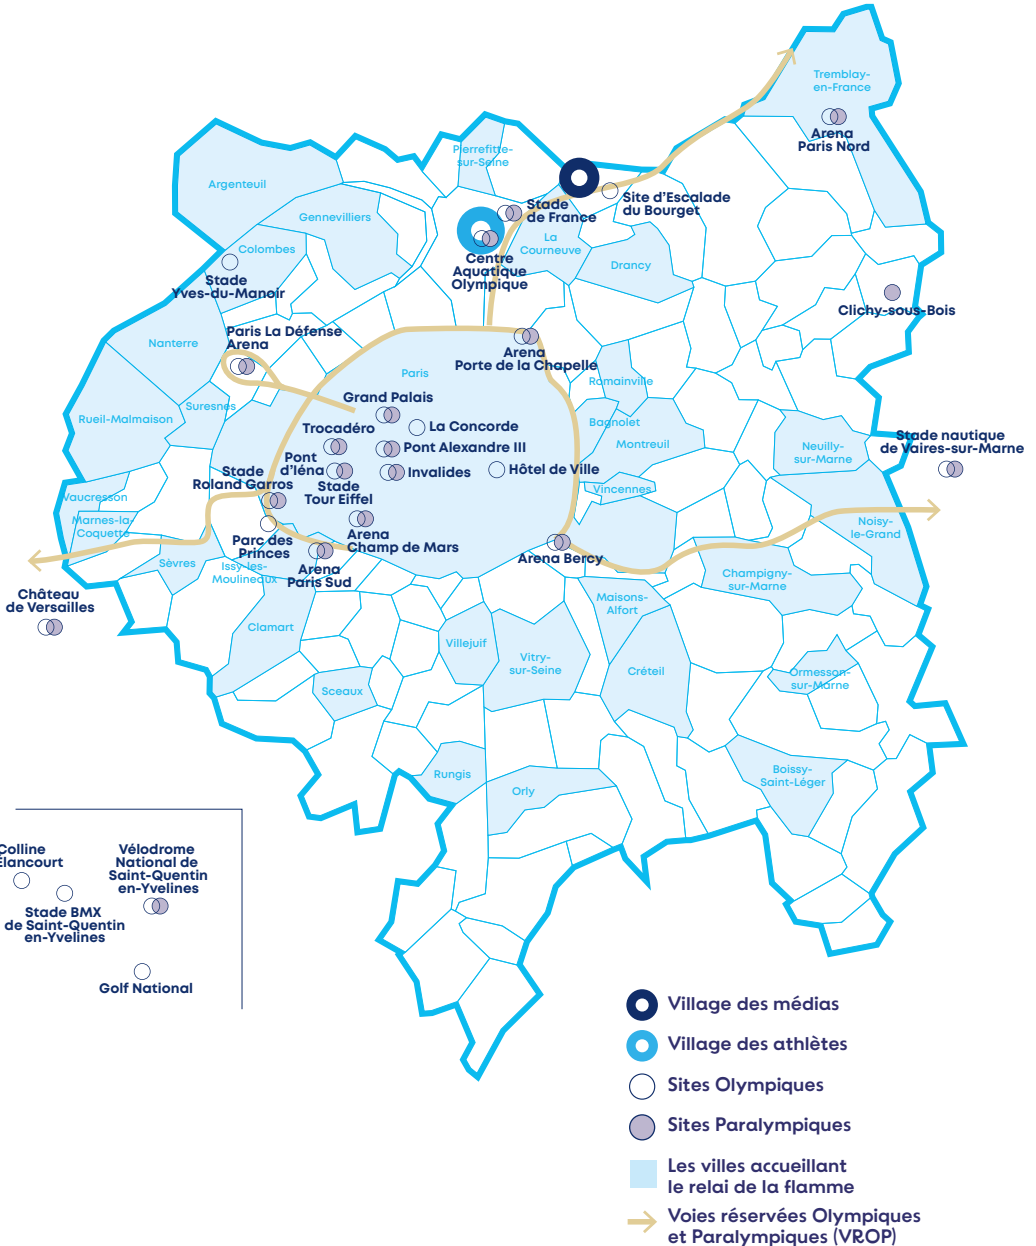 Tremblay-
en-France
Arena
Paris Nord
Pierrefitte-
sur-Seine
Argenteuil
Gennevilliers
Site d'Escalade
du Bourget
Stade
de France
Colombes
La
Courneuve
Drancy
Centre
Aquatique
Olympique
Stade
Yves-du-Manoir
Clichy-sous-Bois
Paris La Défense
Arena
Nanterre
Arena
Porte de la Chapelle
Paris
Romainville
Grand Palais
Suresnes
Rueil-Malmaison
Bagnolet
Trocadéro
La Concorde
Montreuil
Neuilly-
sur-Marne
Stade nautique
de Vaires-sur-Marne
Pont Alexandre III
Pont
d'Iéna
Stade
Roland Garros
Invalides
Hôtel de Ville
Stade
Tour Eiffel
Vincennes
Vaucresson
Marnes-la-
Coquette
Noisy-
le-Grand
Parc des
Princes
Arena
Champ de Mars
Arena Bercy
Sèvres
Issy-les-
Moulineaux
Arena
Paris Sud
Champigny-
sur-Marne
Château
de Versailles
Maisons-
Alfort
Clamart
Villejuif
Vitry-
sur-Seine
Créteil
Ormesson-
sur-Marne
Sceaux
Rungis
Orly
Boissy-
Saint-Léger
Colline
Élancourt
Vélodrome
National de
Saint-Quentin
en-Yvelines
Stade BMX
de Saint-Quentin
en-Yvelines
Golf National
Village des médias
Village des athlètes
Sites Olympiques
Sites Paralympiques
Les villes accueillant
le relai de la flamme
Voies réservées Olympiques
et Paralympiques (VROP)